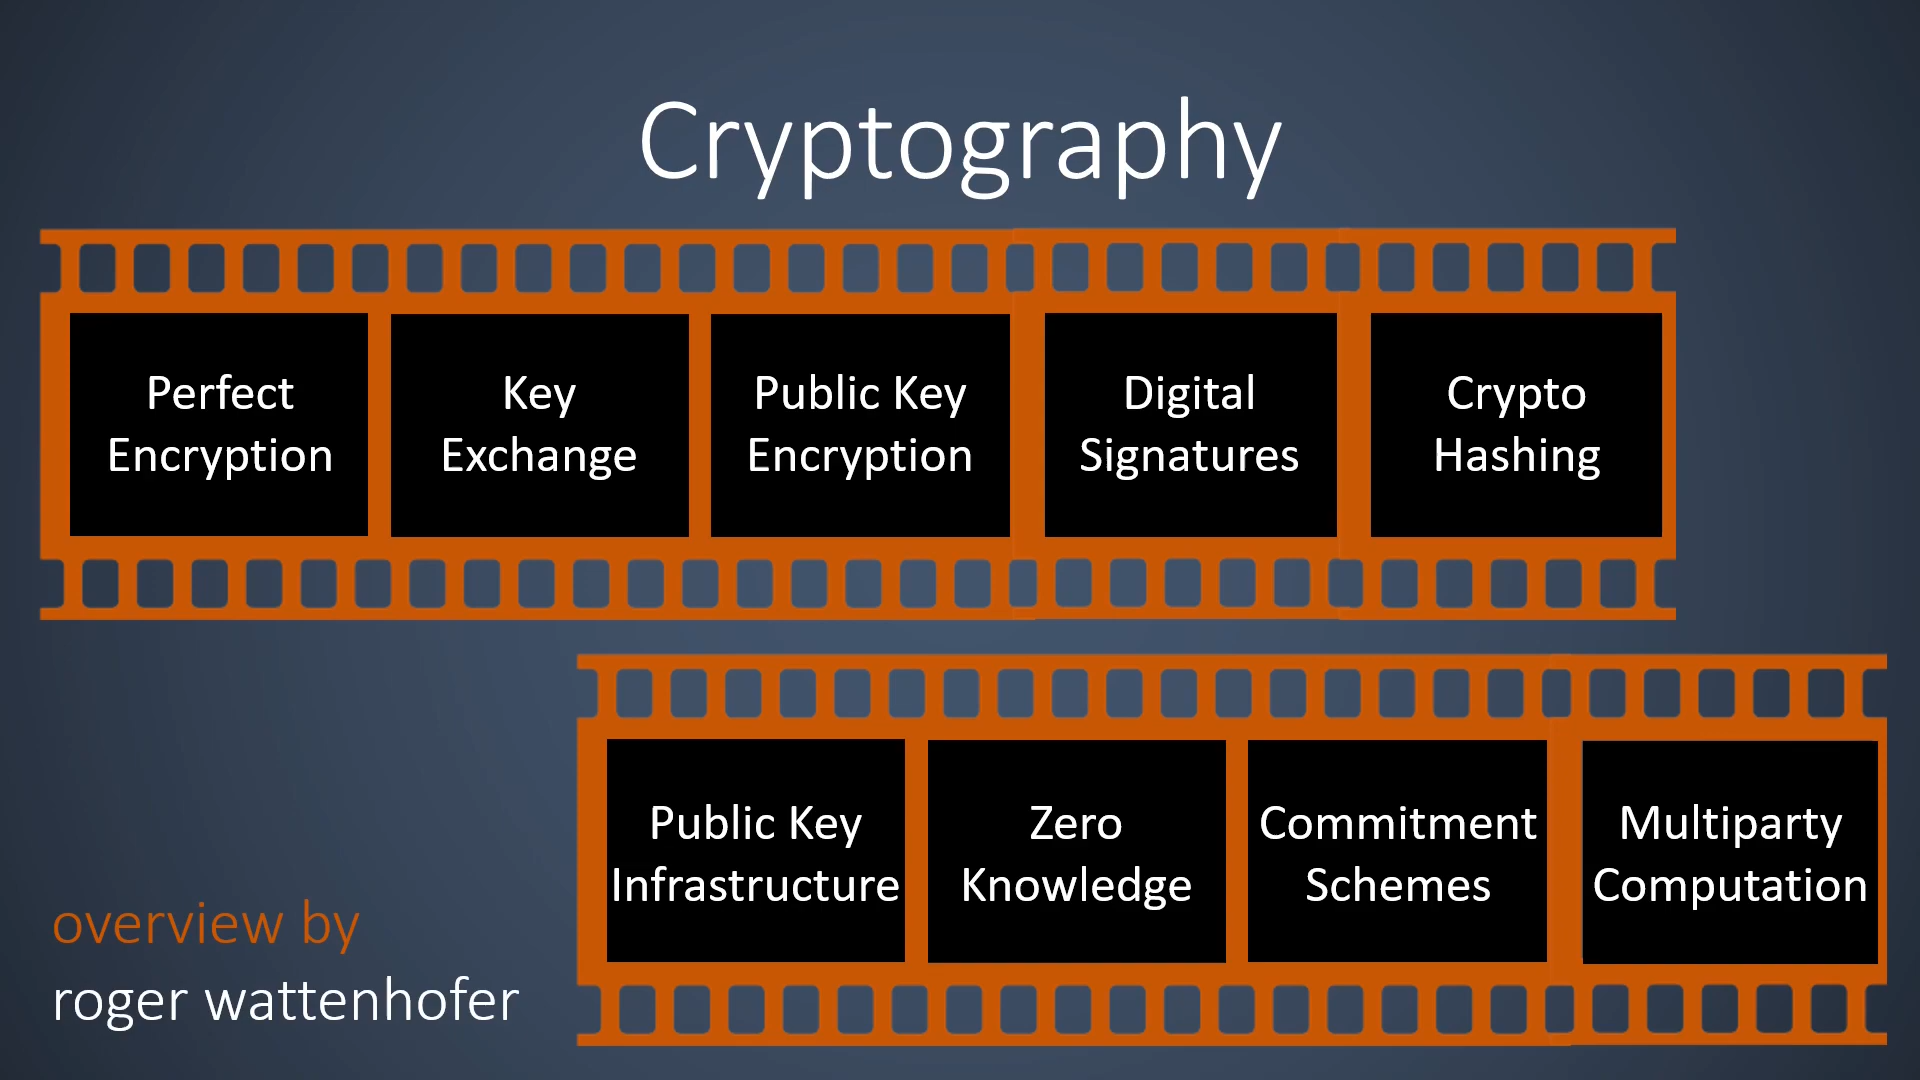 Cryptography
Perfect
Encryption
Key
Exchange
Public Key
Encryption
Digital
Signatures
Crypto
Hashing
Public Key
Infrastructure
Zero
Knowledge
Commitment
Schemes
Multiparty
Computation
overview by
roger wattenhofer